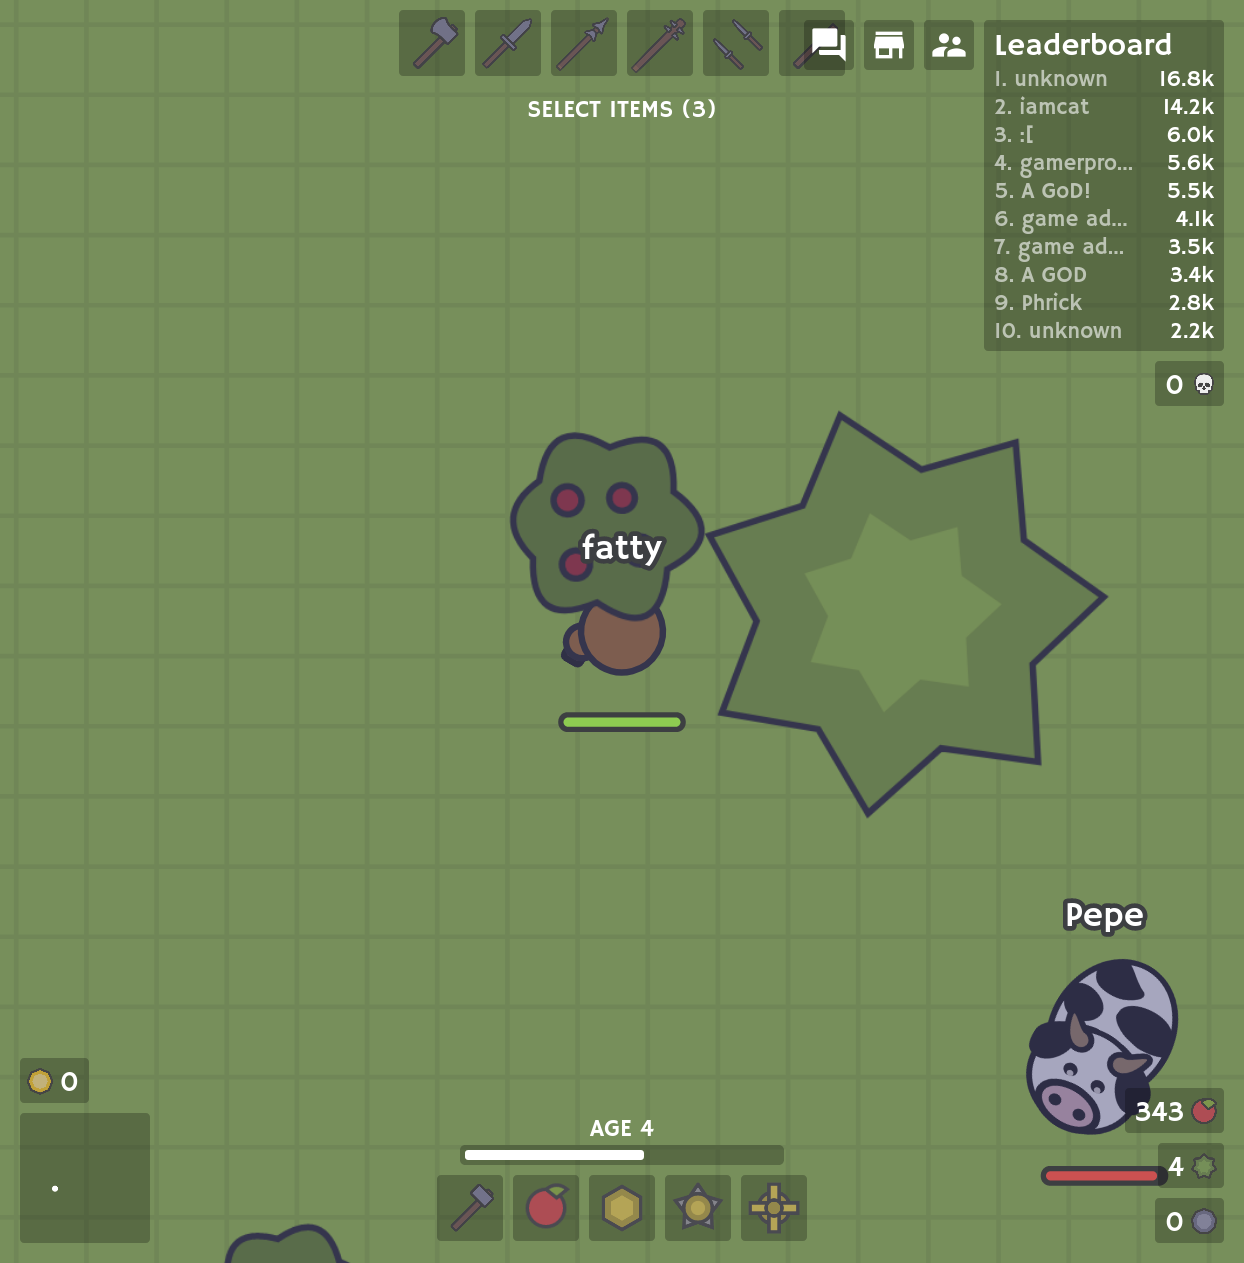 SELECT ITEMS (3)
Leaderboard
1. unknown 16.8k
2. iamcat 14.2k
3. :[ 6.0k
4. gamerpro... 5.6k
5. A GoD! 5.5k
6. game ad... 4.1k
7. game ad... 3.5k
8. A GOD 3.4k
9. Phrick 2.8k
10. unknown 2.2k
0
fatty
Pepe
0
343
AGE 4
4
0